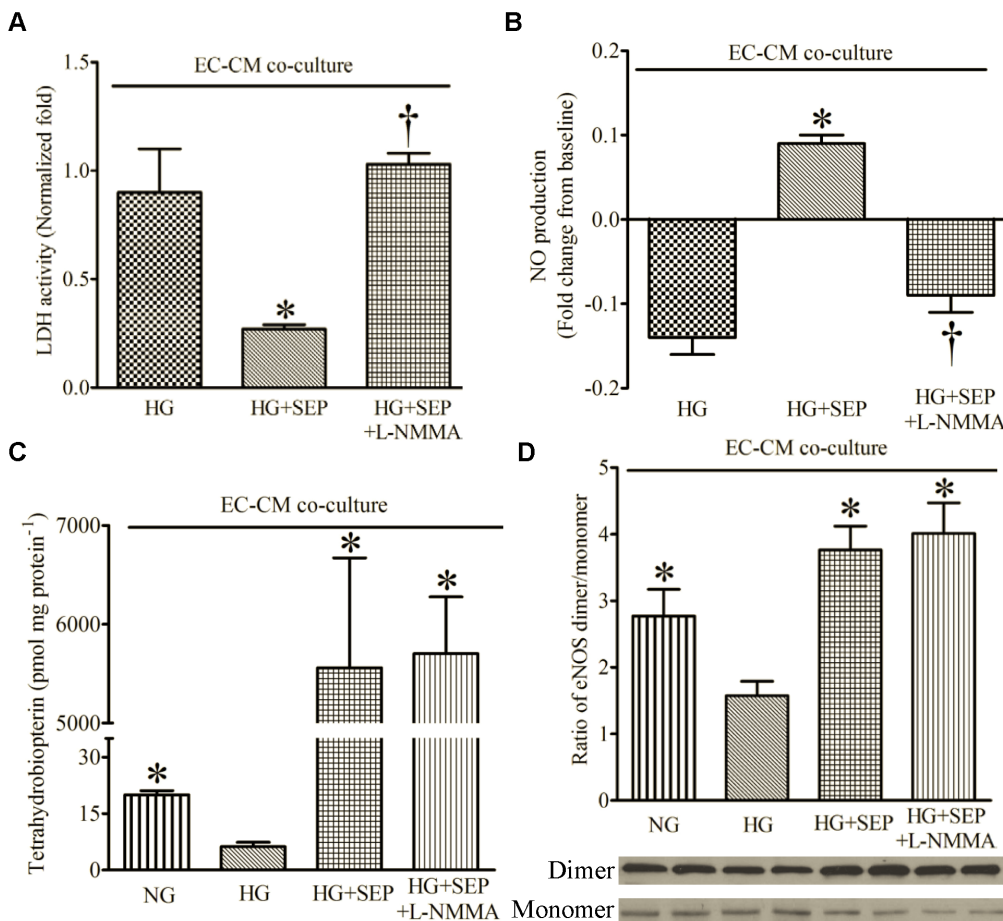 A
EC-CM co-culture
LDH activity (Normalized fold)
1.5
1.0
0.5
0.0
*
†
HG
HG+SEP
HG+SEP
+L-NMMA
B
EC-CM co-culture
NO production
(Fold change from baseline)
0.2
0.1
0.0
-0.1
-0.2
*
†
HG
HG+SEP
HG+SEP
+L-NMMA
C
EC-CM co-culture
Tetrahydrobiopterin (pmol mg protein⁻¹)
7000
6000
5000
30
15
0
*
*
*
NG
HG
HG+SEP
HG+SEP
+L-NMMA
D
EC-CM co-culture
Ratio of eNOS dimer/monomer
5
4
3
2
1
0
*
*
*
NG
HG
HG+SEP
HG+SEP
+L-NMMA
Dimer
Monomer